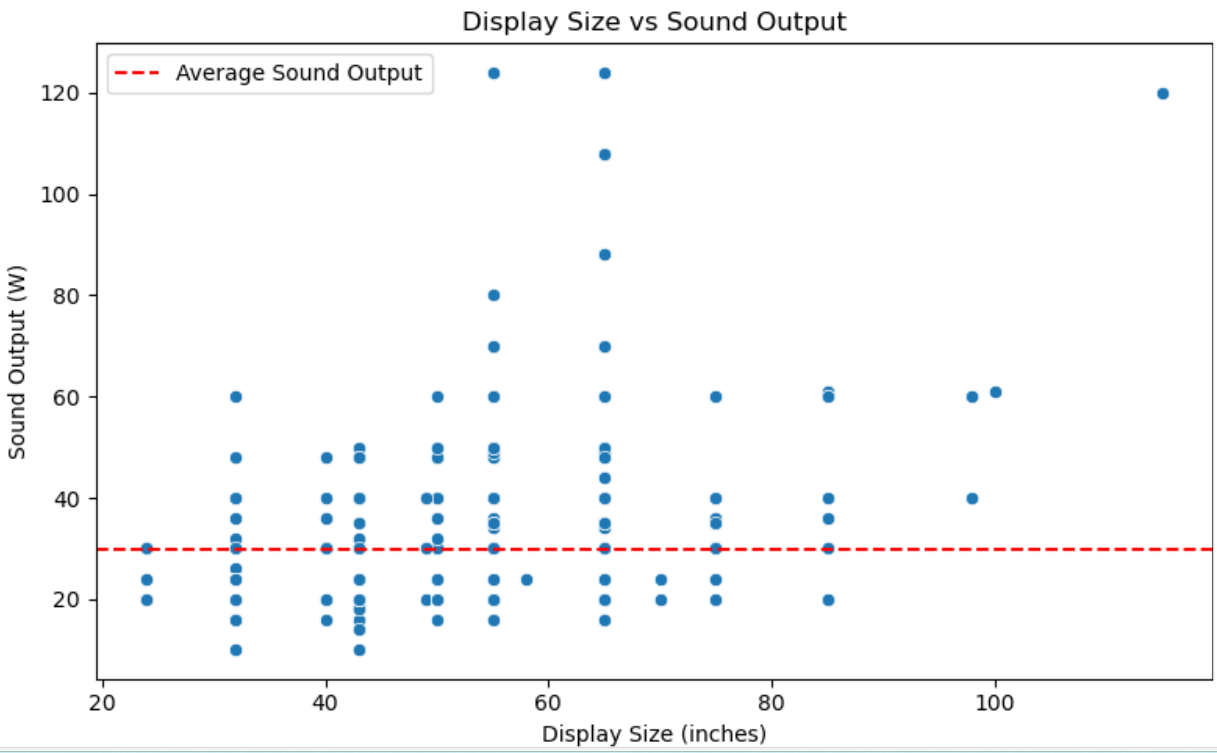 Display Size vs Sound Output
Average Sound Output
120
100
80
60
40
20
Sound Output (W)
20 40 60 80 100
Display Size (inches)